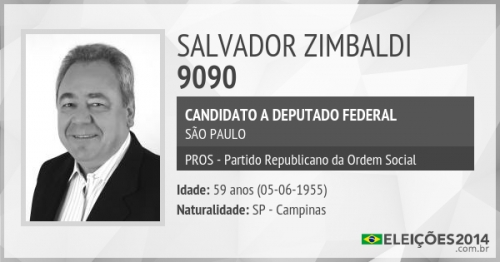 SALVADOR ZIMBALDI
9090
CANDIDATO A DEPUTADO FEDERAL
SÃO PAULO
PROS - Partido Republicano da Ordem Social
Idade: 59 anos (05-06-1955)
Naturalidade: SP - Campinas
ELEIÇÕES2014
.com.br